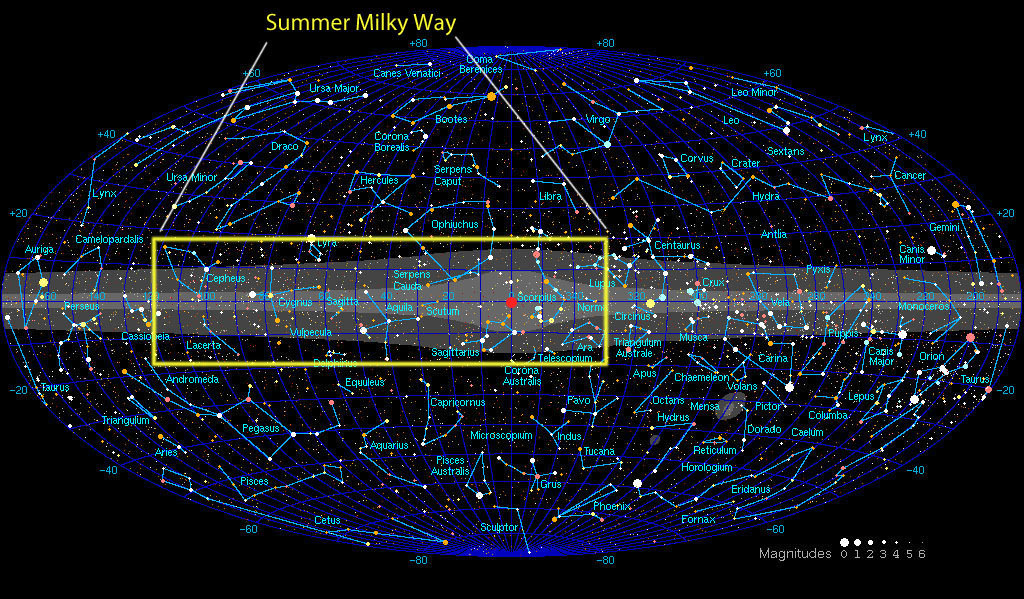 Summer Milky Way
+80 +80
Coma
Berenices
Canes Venatici
+60 +60
Ursa Major
Leo Minor
Bootes
Virgo
Leo
Lynx
+40 +40
Corona
Borealis
Draco
Sextans
Corvus
Crater
Serpens
Caput
Hercules
Ursa Minor
Cancer
Lynx
Libra
Hydra
+20 +20
Ophiuchus
Gemini
Antlia
Camelopardalis
Auriga
Lyra
Centaurus
Canis
Minor
Cepheus
Serpens
Cauda
Pyxis
Lupus
Crux
Perseus
Cygnus
Sagitta
Aquila
Scutum
Scorpius
Norma
Circinus
Vela
Monoceros
Cassiopeia
Vulpecula
Musca
Puppis
Lacerta
Sagittarius
Ara
Telescopium
Triangulum
Australe
Carina
Canis
Major
Orion
Delphinus
Corona
Australis
Apus
Chaemeleon
Volans
Taurus
Andromeda
Equuleus
Taurus
-20 -20
Capricornus
Pavo
Octans
Mensa
Pictor
Lepus
Columba
Triangulum
Pegasus
Hydrus
Dorado
Caelum
Microscopium
Indus
Aries
Aquarius
Tucana
Reticulum
Pisces
Australis
Horologium
-40 -40
Pisces
Grus
Eridanus
Phoenix
Fornax
Cetus
Sculptor
-60 -60
Magnitudes 0 1 2 3 4 5 6
-80 -80